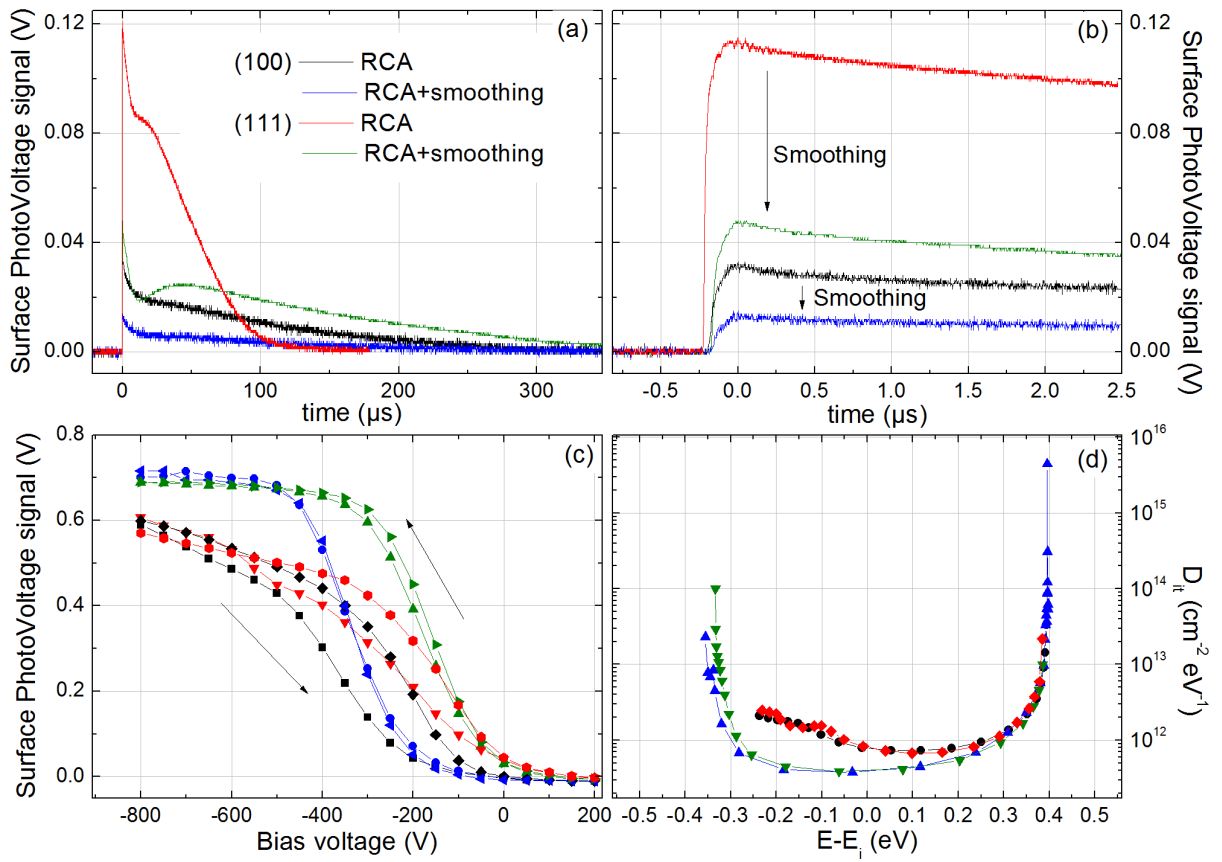 (a)
0.12
0.08
0.04
0.00
Surface PhotoVoltage signal (V)
(100) RCA
RCA+smoothing
(111) RCA
RCA+smoothing
0 100 200 300
time (µs)
(b)
Smoothing
Smoothing
0.12
0.08
0.04
0.00
Surface PhotoVoltage signal (V)
-0.5 0.0 0.5 1.0 1.5 2.0 2.5
time (µs)
(c)
0.8
0.6
0.4
0.2
0.0
Surface PhotoVoltage signal (V)
-800 -600 -400 -200 0 200
Bias voltage (V)
(d)
10¹⁶
10¹⁵
10¹⁴
10¹³
10¹²
D_it (cm⁻² eV⁻¹)
-0.5 -0.4 -0.3 -0.2 -0.1 0.0 0.1 0.2 0.3 0.4 0.5
E-E_i (eV)